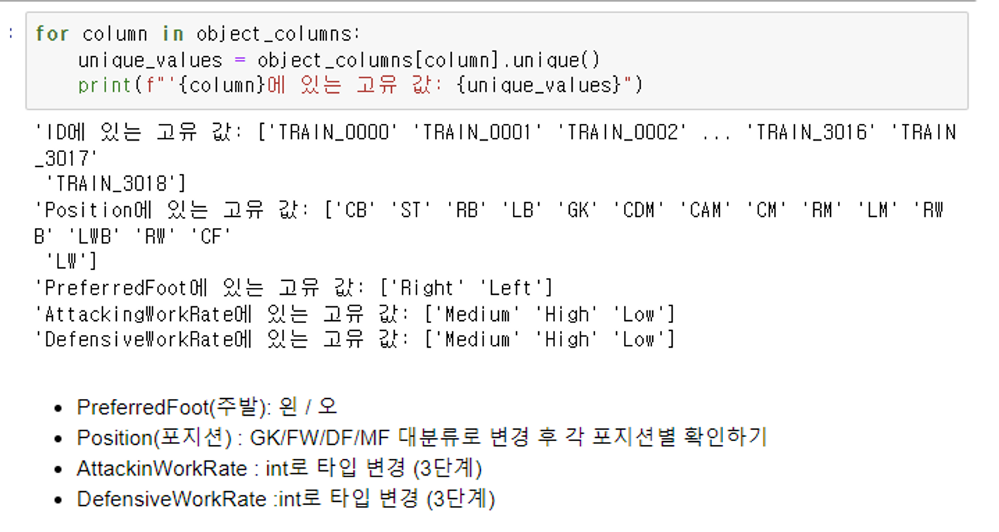 :
for column in object_columns:
    unique_values = object_columns[column].unique()
    print(f"'{column}에 있는 고유 값: {unique_values}")
'ID에 있는 고유 값: ['TRAIN_0000' 'TRAIN_0001' 'TRAIN_0002' ... 'TRAIN_3016' 'TRAIN
_3017'
 'TRAIN_3018']
'Position에 있는 고유 값: ['CB' 'ST' 'RB' 'LB' 'GK' 'CDM' 'CAM' 'CM' 'RM' 'LM' 'RW
B' 'LWB' 'RW' 'CF'
 'LW']
'PreferredFoot에 있는 고유 값: ['Right' 'Left']
'AttackingWorkRate에 있는 고유 값: ['Medium' 'High' 'Low']
'DefensiveWorkRate에 있는 고유 값: ['Medium' 'High' 'Low']
• PreferredFoot(주발): 왼 / 오
• Position(포지션) : GK/FW/DF/MF 대분류로 변경 후 각 포지션별 확인하기
• AttackinWorkRate : int로 타입 변경 (3단계)
• DefensiveWorkRate :int로 타입 변경 (3단계)